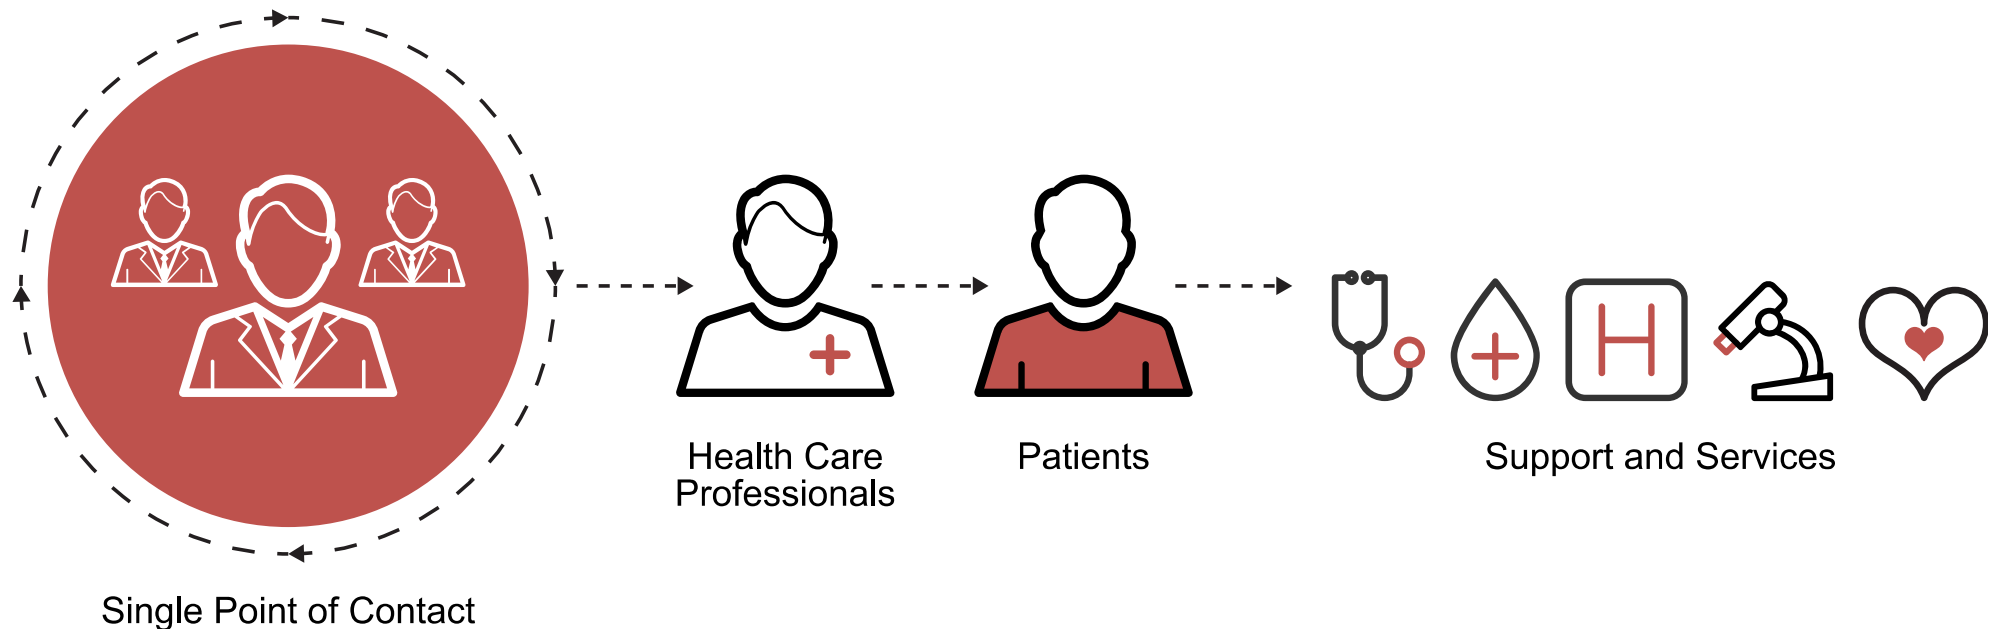 H
Health Care
Professionals
Patients
Support and Services
Single Point of Contact